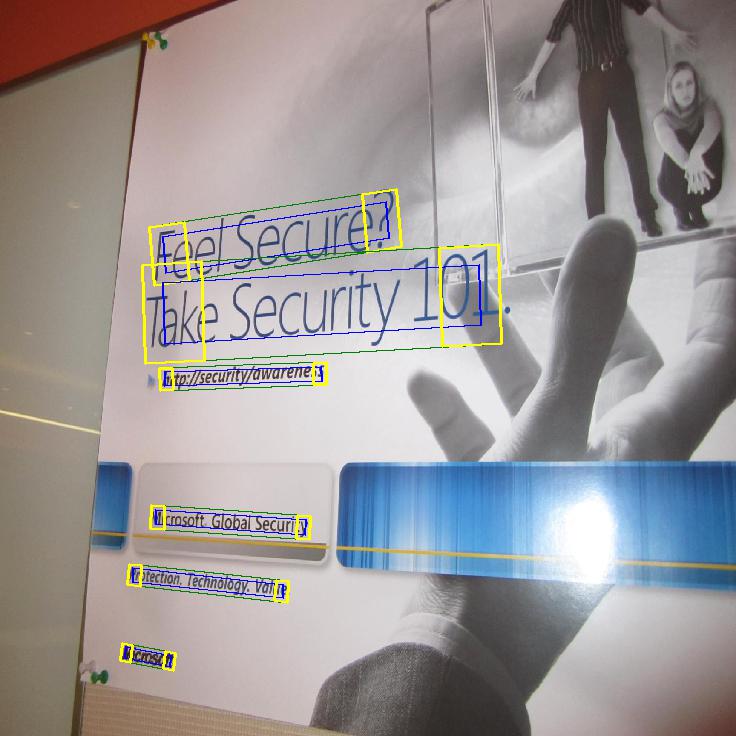 Feel Secure?
Take Security 101.
http://security/awareness
Microsoft. Global Security
Protection. Technology. Value
Microsoft